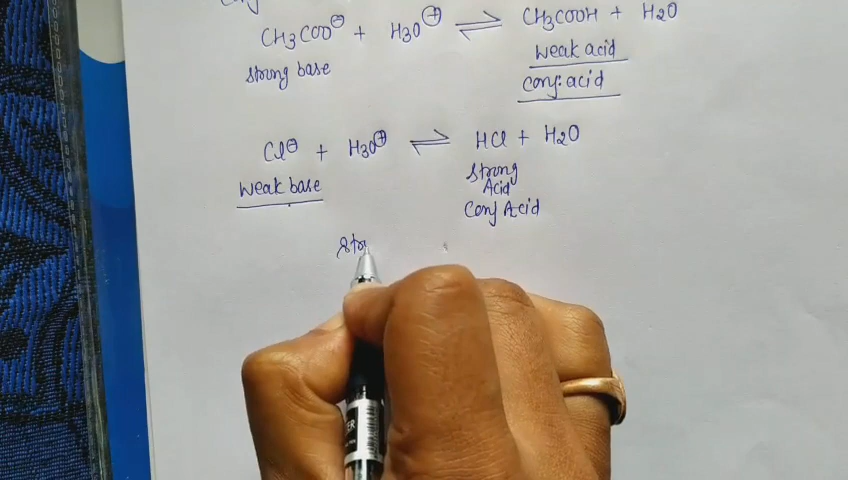 CH3COO⊖ + H3O⊕ ⇌ CH3COOH + H2O
strong base
weak acid
conj. acid
Cl⊖ + H3O⊕ ⇌ HCl + H2O
weak base
Strong
Acid
Conj Acid
Str